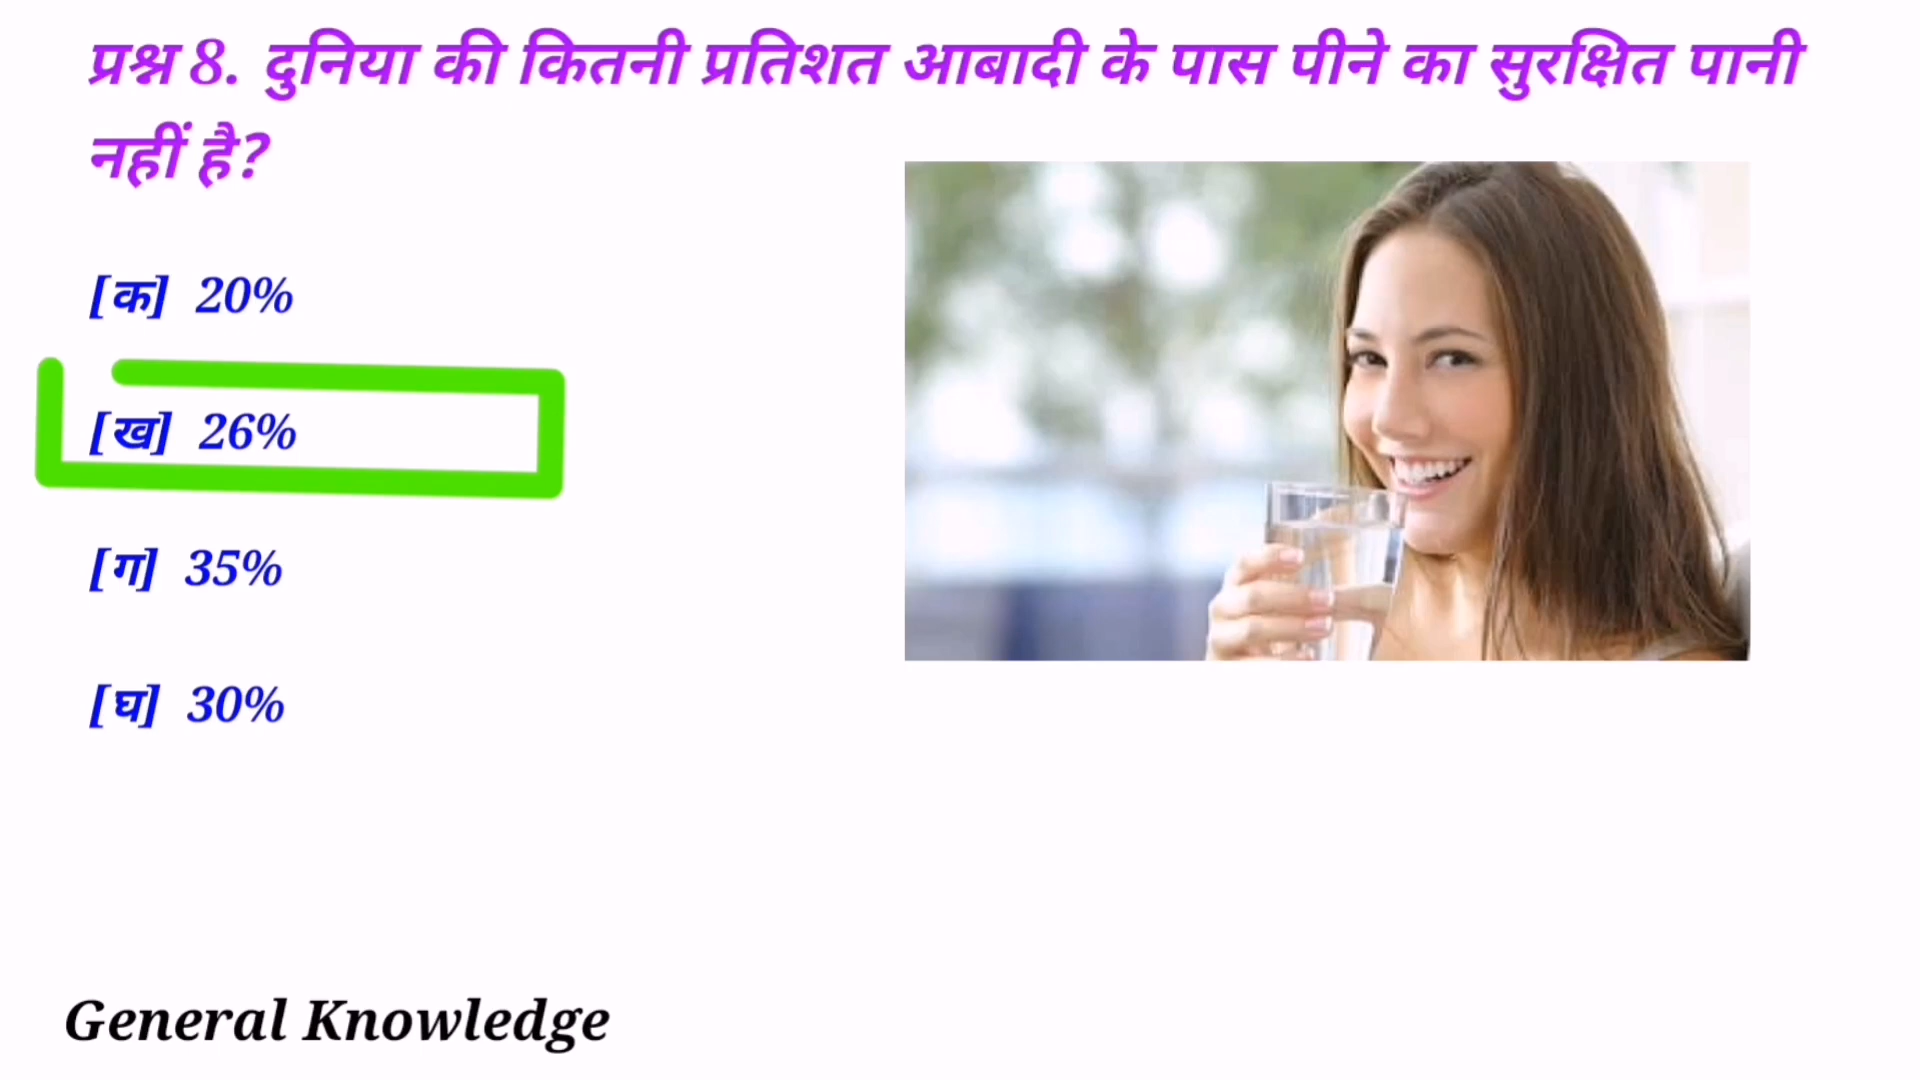 प्रश्न 8. दुनिया की कितनी प्रतिशत आबादी के पास पीने का सुरक्षित पानी
नहीं है?
[क] 20%
[ख] 26%
[ग] 35%
[घ] 30%
General Knowledge